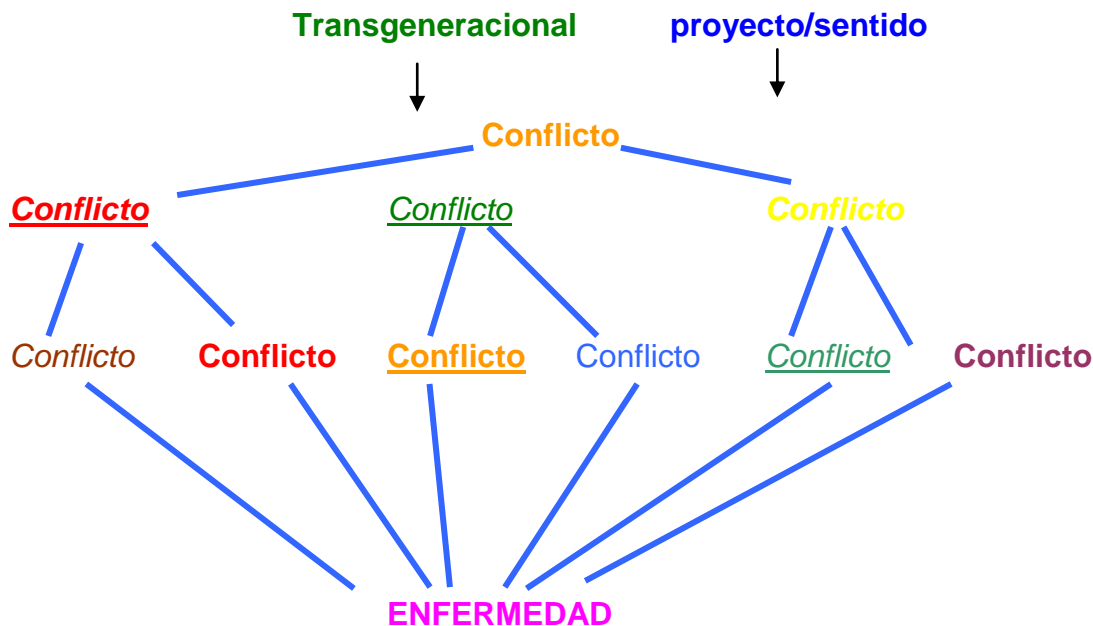 Transgeneracional proyecto/sentido
Conflicto
Conflicto Conflicto Conflicto
Conflicto Conflicto Conflicto Conflicto Conflicto Conflicto
ENFERMEDAD